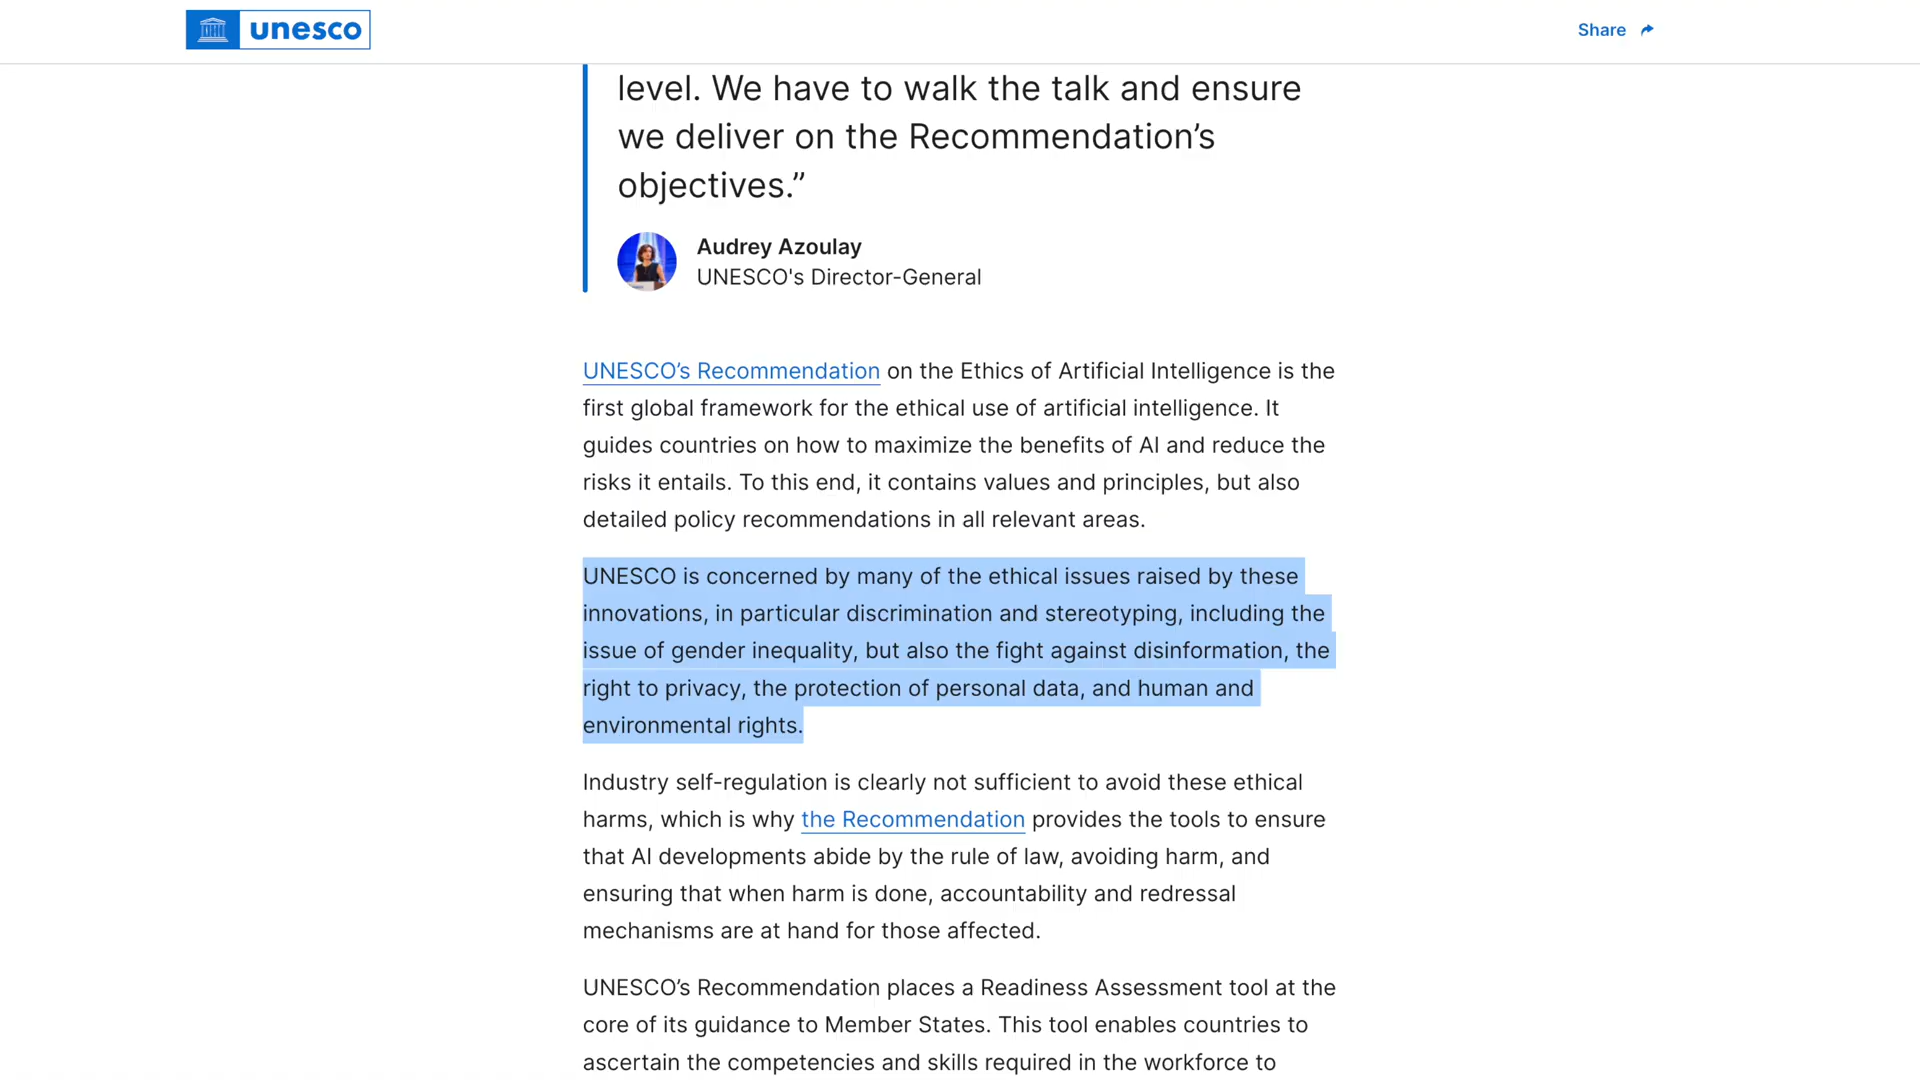 unesco
Share
level. We have to walk the talk and ensure
we deliver on the Recommendation’s
objectives.”
Audrey Azoulay
UNESCO's Director-General
UNESCO’s Recommendation on the Ethics of Artificial Intelligence is the
first global framework for the ethical use of artificial intelligence. It
guides countries on how to maximize the benefits of AI and reduce the
risks it entails. To this end, it contains values and principles, but also
detailed policy recommendations in all relevant areas.
UNESCO is concerned by many of the ethical issues raised by these
innovations, in particular discrimination and stereotyping, including the
issue of gender inequality, but also the fight against disinformation, the
right to privacy, the protection of personal data, and human and
environmental rights.
Industry self-regulation is clearly not sufficient to avoid these ethical
harms, which is why the Recommendation provides the tools to ensure
that AI developments abide by the rule of law, avoiding harm, and
ensuring that when harm is done, accountability and redressal
mechanisms are at hand for those affected.
UNESCO’s Recommendation places a Readiness Assessment tool at the
core of its guidance to Member States. This tool enables countries to
ascertain the competencies and skills required in the workforce to